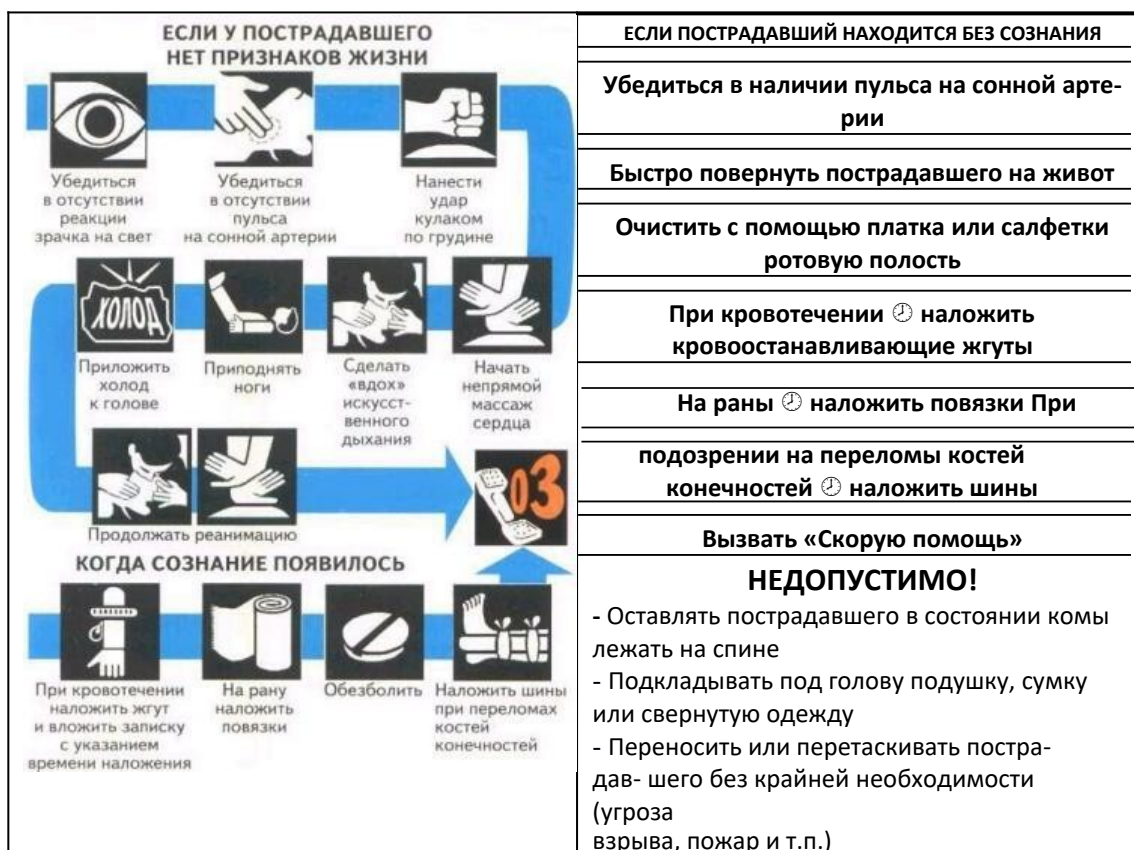 ЕСЛИ У ПОСТРАДАВШЕГО
НЕТ ПРИЗНАКОВ ЖИЗНИ
Убедиться
в отсутствии
реакции
зрачка на свет
Убедиться
в отсутствии
пульса
на сонной артерии
Нанести
удар
кулаком
по грудине
ХОЛОД
Приложить
холод
к голове
Приподнять
ноги
Сделать
«вдох»
искусст-
венного
дыхания
Начать
непрямой
массаж
сердца
Продолжать реанимацию
03
КОГДА СОЗНАНИЕ ПОЯВИЛОСЬ
При кровотечении
наложить жгут
и вложить записку
с указанием
времени наложения
На рану
наложить
повязки
Обезболить
Наложить шины
при переломах
костей
конечностей
ЕСЛИ ПОСТРАДАВШИЙ НАХОДИТСЯ БЕЗ СОЗНАНИЯ
Убедиться в наличии пульса на сонной арте-
рии
Быстро повернуть пострадавшего на живот
Очистить с помощью платка или салфетки
ротовую полость
При кровотечении 🕗 наложить
кровоостанавливающие жгуты
На раны 🕗 наложить повязки При
подозрении на переломы костей
конечностей 🕗 наложить шины
Вызвать «Скорую помощь»
НЕДОПУСТИМО!
- Оставлять пострадавшего в состоянии комы
лежать на спине
- Подкладывать под голову подушку, сумку
или свернутую одежду
- Переносить или перетаскивать постра-
дав- шего без крайней необходимости
(угроза
взрыва, пожар и т.п.)